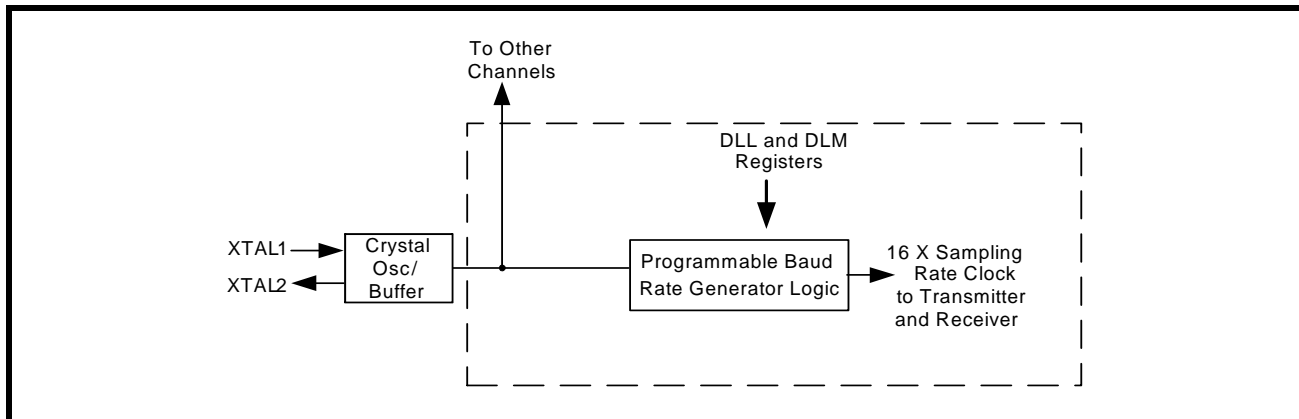 To Other
Channels
DLL and DLM
Registers
XTAL1
XTAL2
Crystal
Osc/
Buffer
Programmable Baud
Rate Generator Logic
16 X Sampling
Rate Clock
to Transmitter
and Receiver